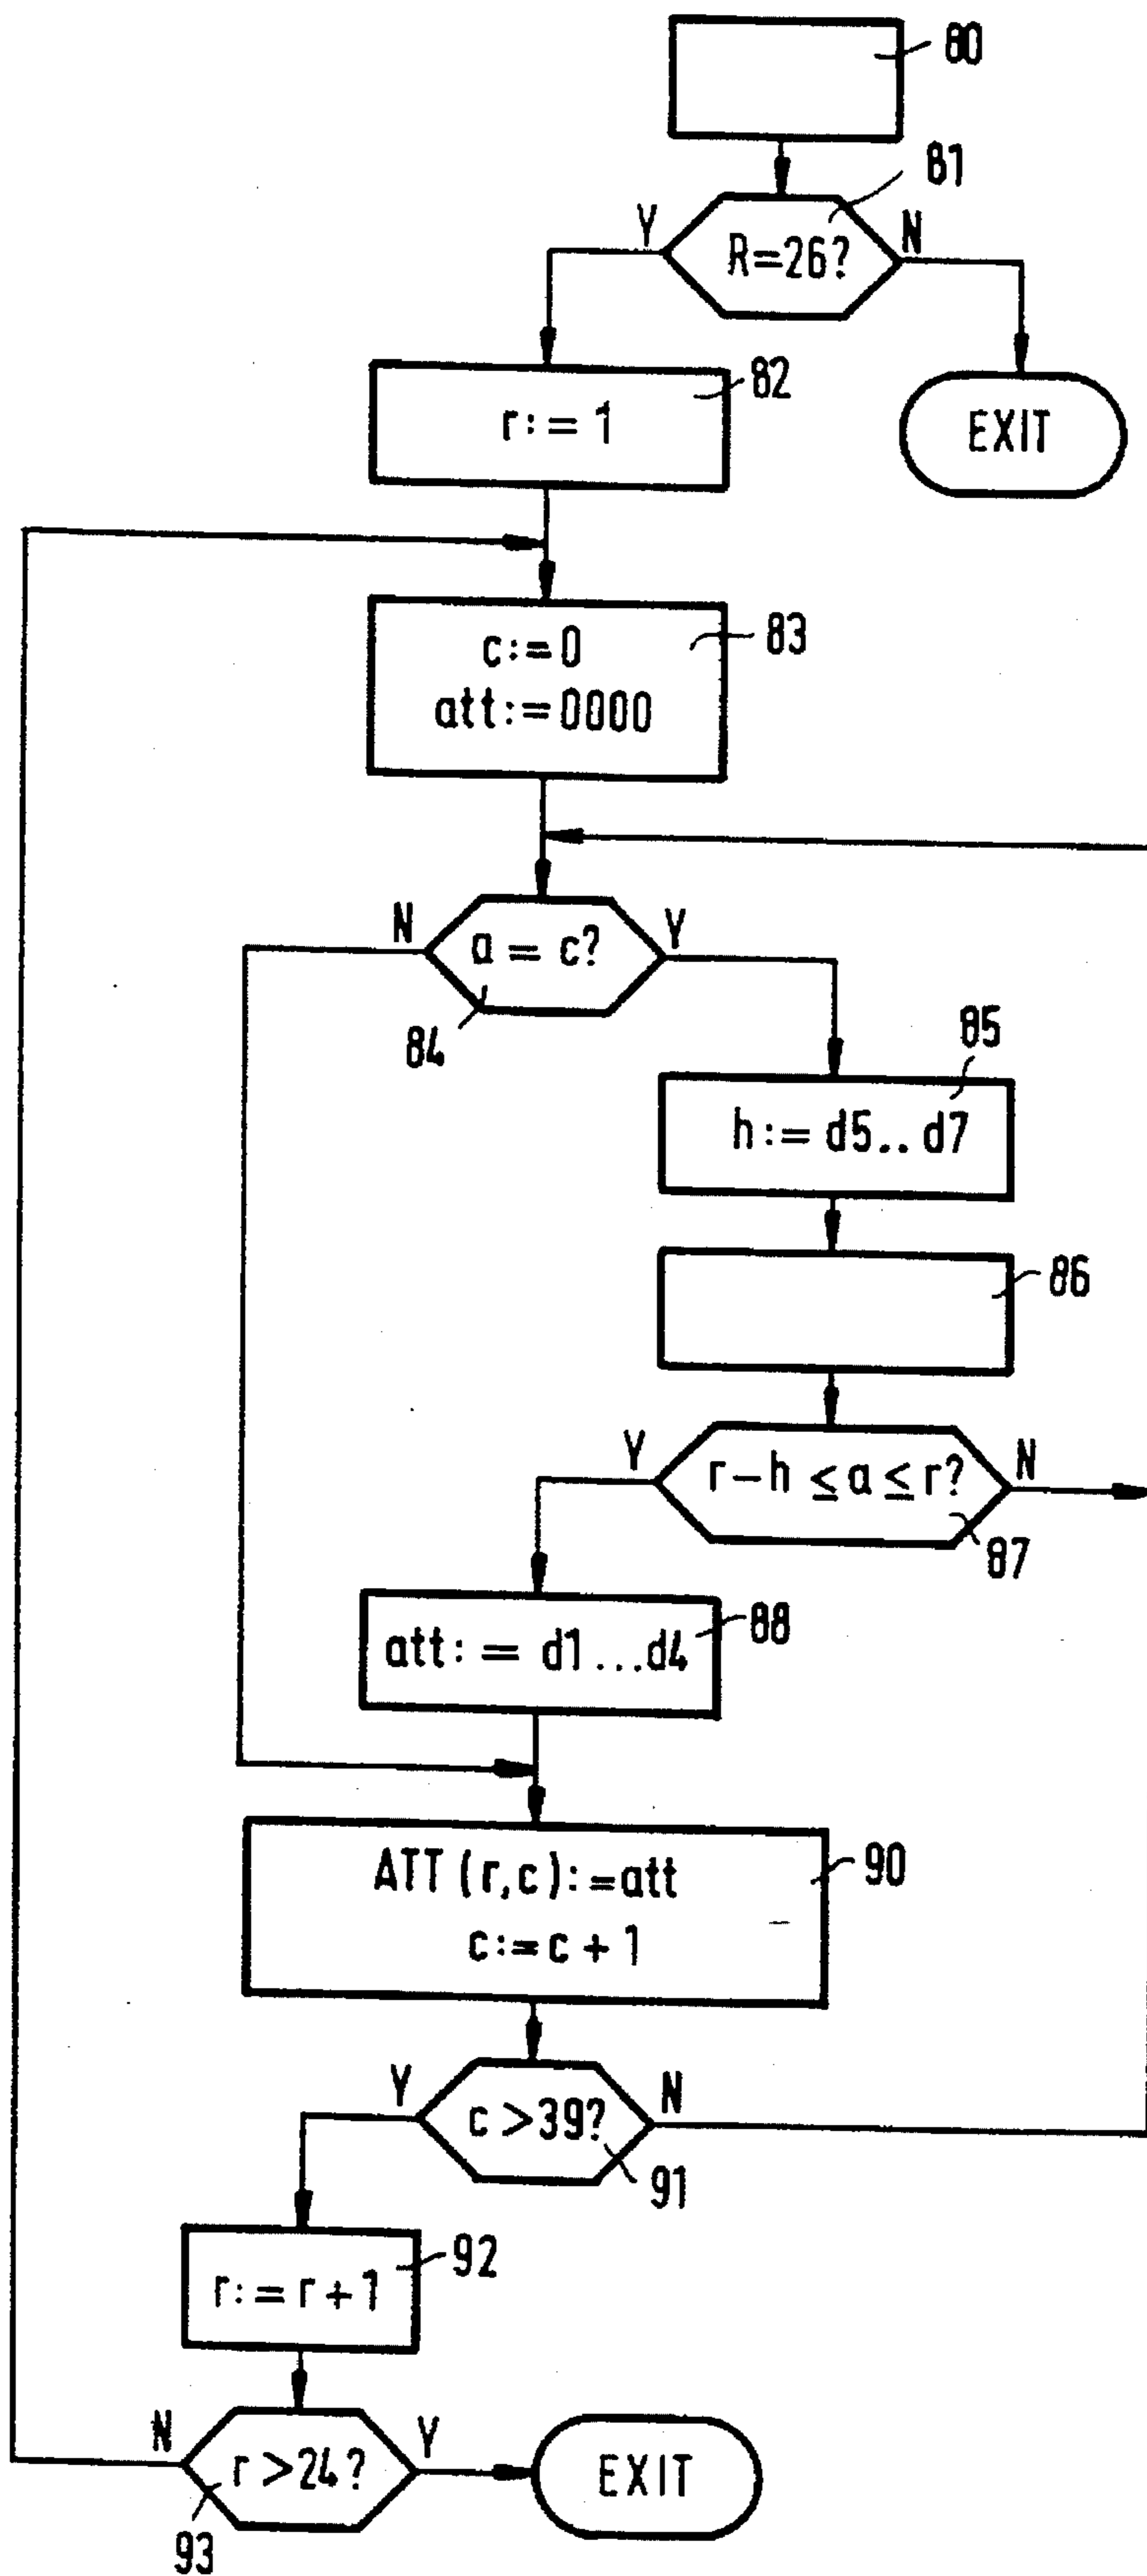 80
81
Y
R=26?
N
82
r:=1
EXIT
83
c:=0
att:=0000
N
a = c?
Y
84
85
h:= d5.. d7
86
Y
r-h ≤ a ≤ r?
N
87
88
att:= d1...d4
90
ATT (r,c):=att
c:=c+1
Y
c >39?
N
91
92
r:=r+1
N
r >24?
Y
EXIT
93